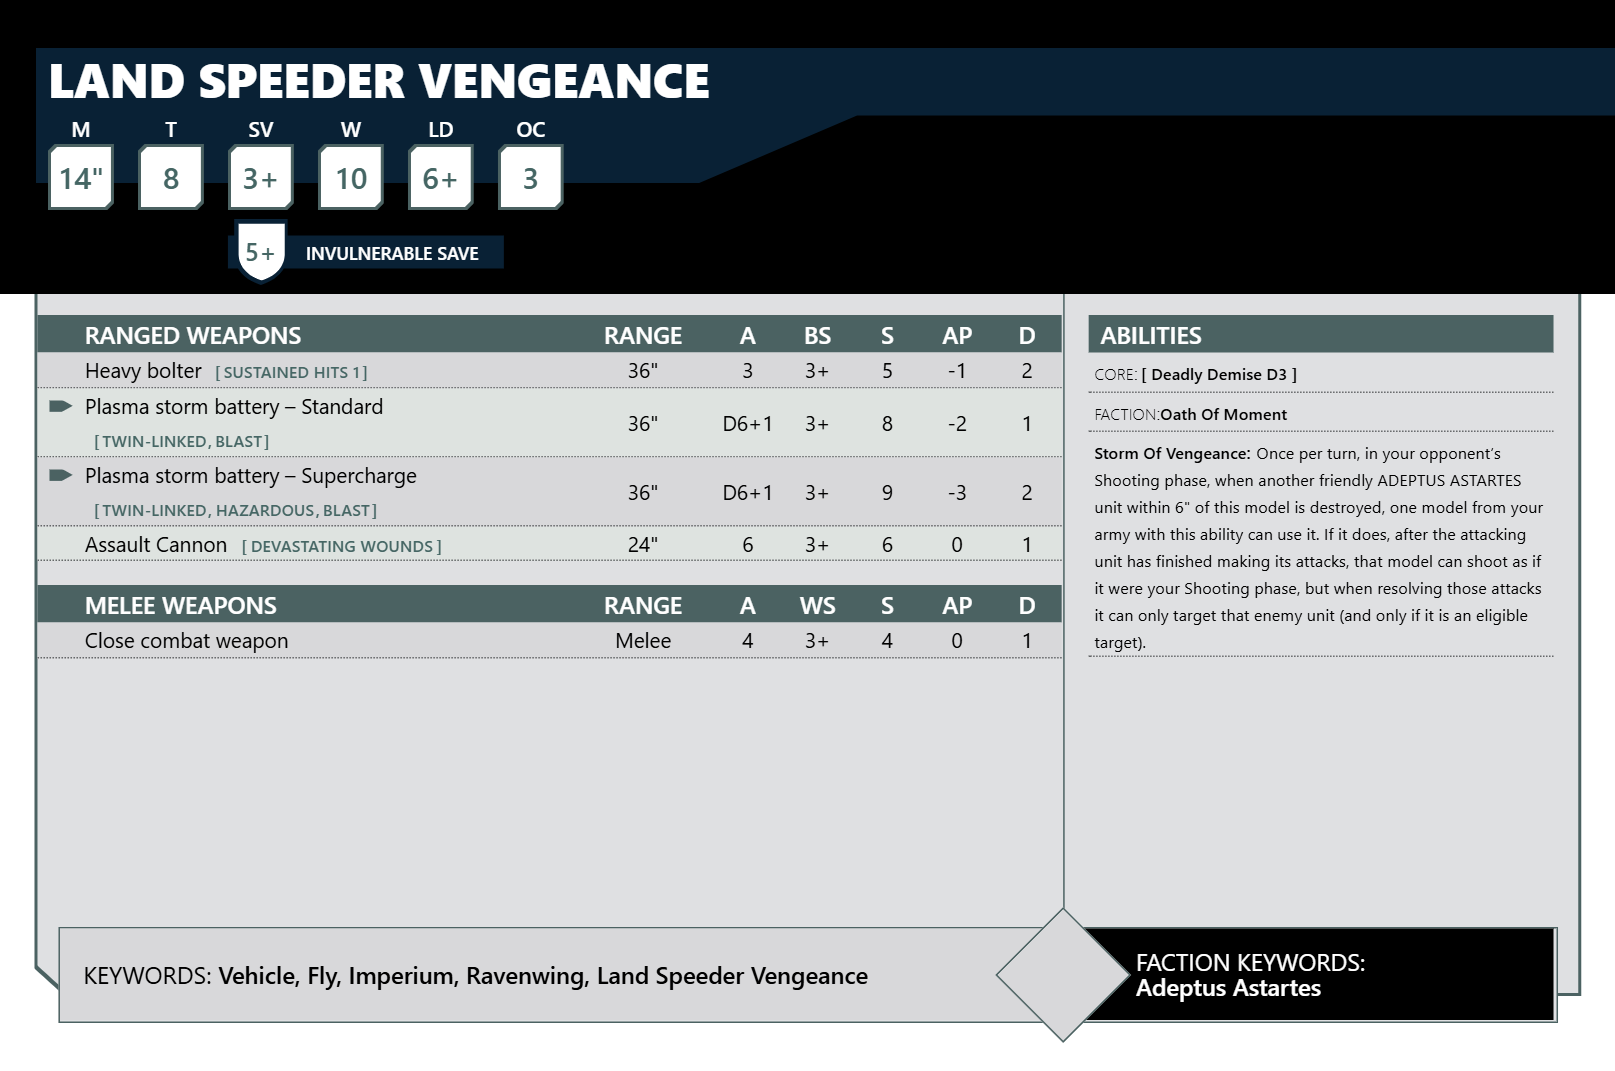 LAND SPEEDER VENGEANCE
M T SV W LD OC
14" 8 3+ 10 6+ 3
5+ INVULNERABLE SAVE
RANGED WEAPONS RANGE A BS S AP D
Heavy bolter [ SUSTAINED HITS 1 ] 36" 3 3+ 5 -1 2
Plasma storm battery – Standard
[ TWIN-LINKED, BLAST ] 36" D6+1 3+ 8 -2 1
Plasma storm battery – Supercharge
[ TWIN-LINKED, HAZARDOUS, BLAST ] 36" D6+1 3+ 9 -3 2
Assault Cannon [ DEVASTATING WOUNDS ] 24" 6 3+ 6 0 1
MELEE WEAPONS RANGE A WS S AP D
Close combat weapon Melee 4 3+ 4 0 1
ABILITIES
CORE: [ Deadly Demise D3 ]
FACTION:Oath Of Moment
Storm Of Vengeance: Once per turn, in your opponent's
Shooting phase, when another friendly ADEPTUS ASTARTES
unit within 6" of this model is destroyed, one model from your
army with this ability can use it. If it does, after the attacking
unit has finished making its attacks, that model can shoot as if
it were your Shooting phase, but when resolving those attacks
it can only target that enemy unit (and only if it is an eligible
target).
KEYWORDS: Vehicle, Fly, Imperium, Ravenwing, Land Speeder Vengeance
FACTION KEYWORDS:
Adeptus Astartes